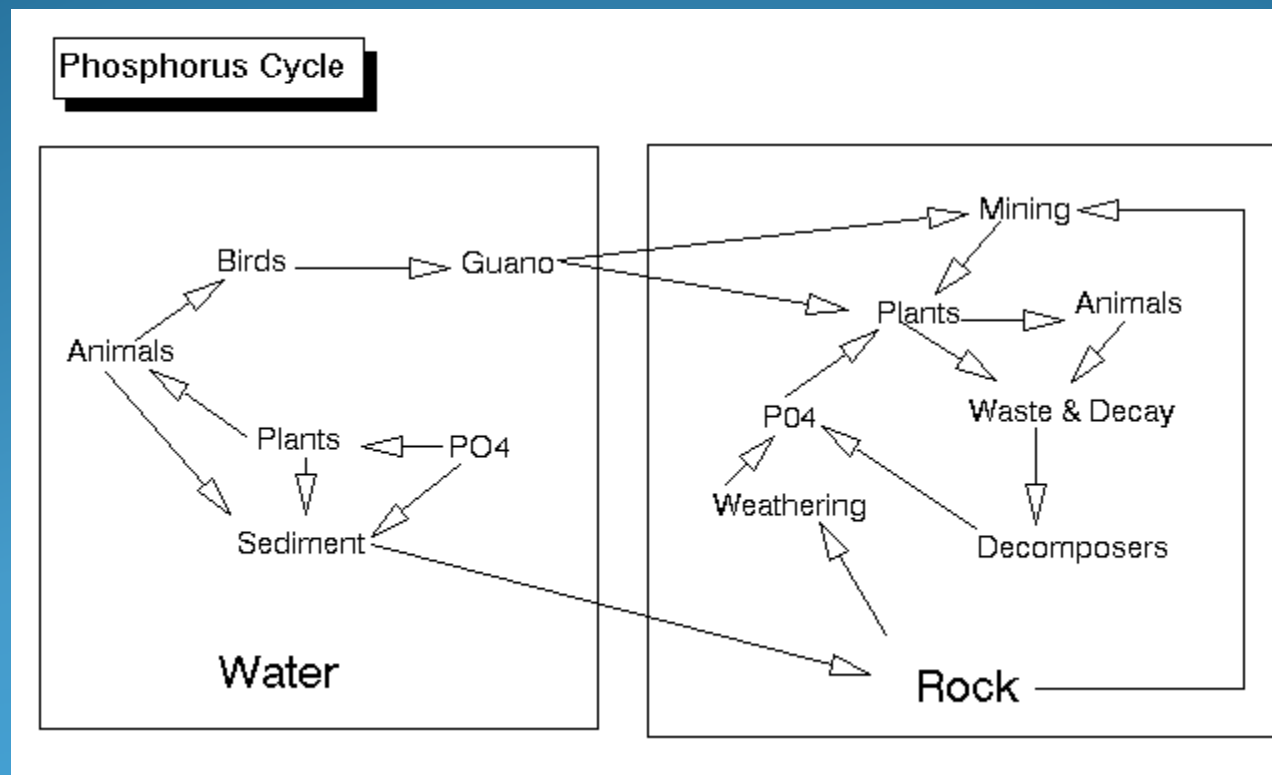 Phosphorus Cycle
Birds
Guano
Animals
Plants
PO4
Sediment
Water
Mining
Plants
Animals
P04
Waste & Decay
Weathering
Decomposers
Rock